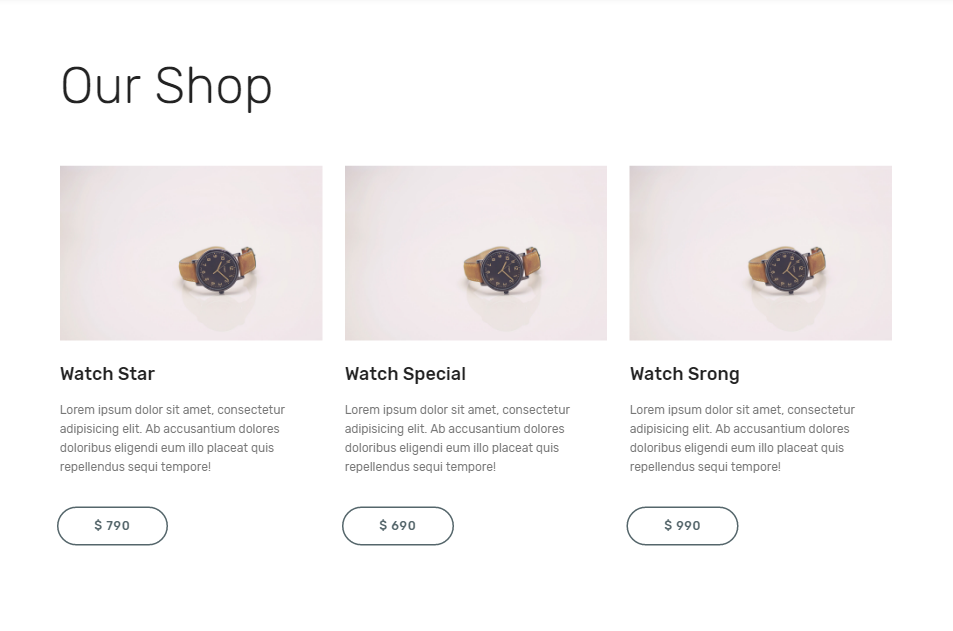 Our Shop
Watch Star
Lorem ipsum dolor sit amet, consectetur
adipisicing elit. Ab accusantium dolores
doloribus eligendi eum illo placeat quis
repellendus sequi tempore!
$ 790
Watch Special
Lorem ipsum dolor sit amet, consectetur
adipisicing elit. Ab accusantium dolores
doloribus eligendi eum illo placeat quis
repellendus sequi tempore!
$ 690
Watch Srong
Lorem ipsum dolor sit amet, consectetur
adipisicing elit. Ab accusantium dolores
doloribus eligendi eum illo placeat quis
repellendus sequi tempore!
$ 990